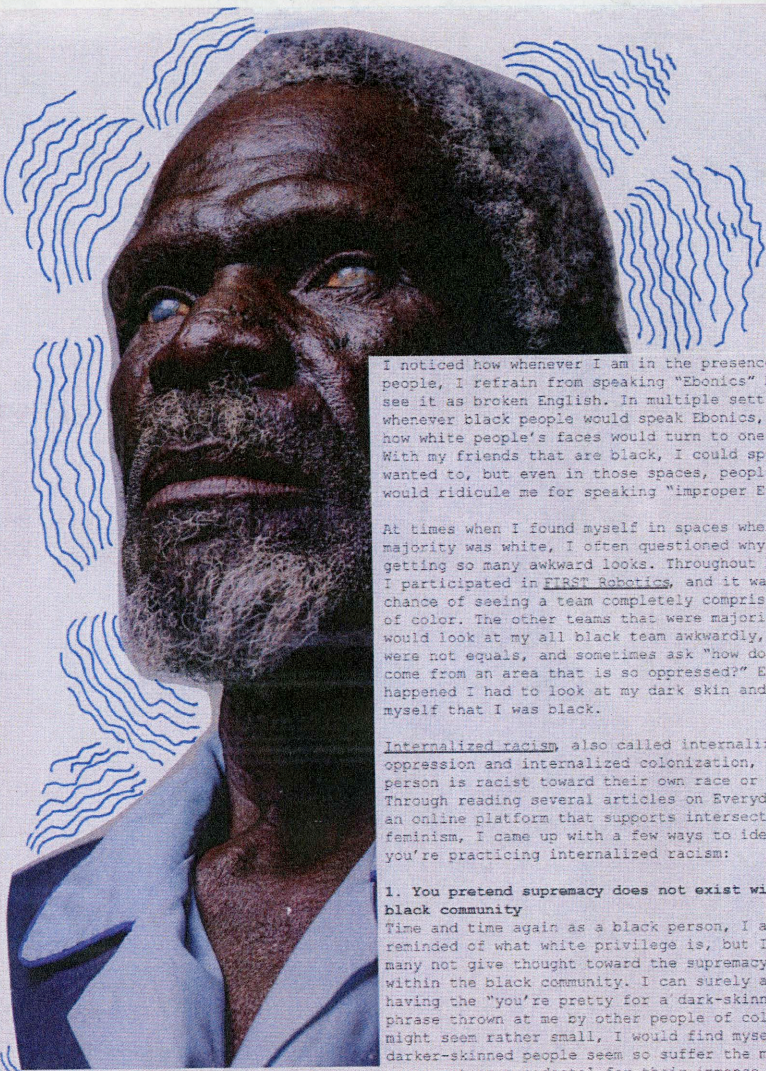 I noticed how whenever I am in the presence
people, I refrain from speaking "Ebonics"
see it as broken English. In multiple sett
whenever black people would speak Ebonics,
how white people's faces would turn to one
With my friends that are black, I could sp
wanted to, but even in those spaces, peopl
would ridicule me for speaking "improper E
At times when I found myself in spaces whe
majority was white, I often questioned why
getting so many awkward looks. Throughout
I participated in FIRST Robotics, and it wa
chance of seeing a team completely compris
of color. The other teams that were majori
would look at my all black team awkwardly,
were not equals, and sometimes ask "how do
come from an area that is so oppressed?" E
happened I had to look at my dark skin and
myself that I was black.
Internalized racism, also called internali
oppression and internalized colonization,
person is racist toward their own race or
Through reading several articles on Everyd
an online platform that supports intersect
feminism, I came up with a few ways to ide
you're practicing internalized racism:
1. You pretend supremacy does not exist wi
black community
Time and time again as a black person, I a
reminded of what white privilege is, but I
many not give thought toward the supremacy
within the black community. I can surely a
having the "you're pretty for a dark-skinn
phrase thrown at me by other people of col
might seem rather small, I would find myse
darker-skinned people seem so suffer the m